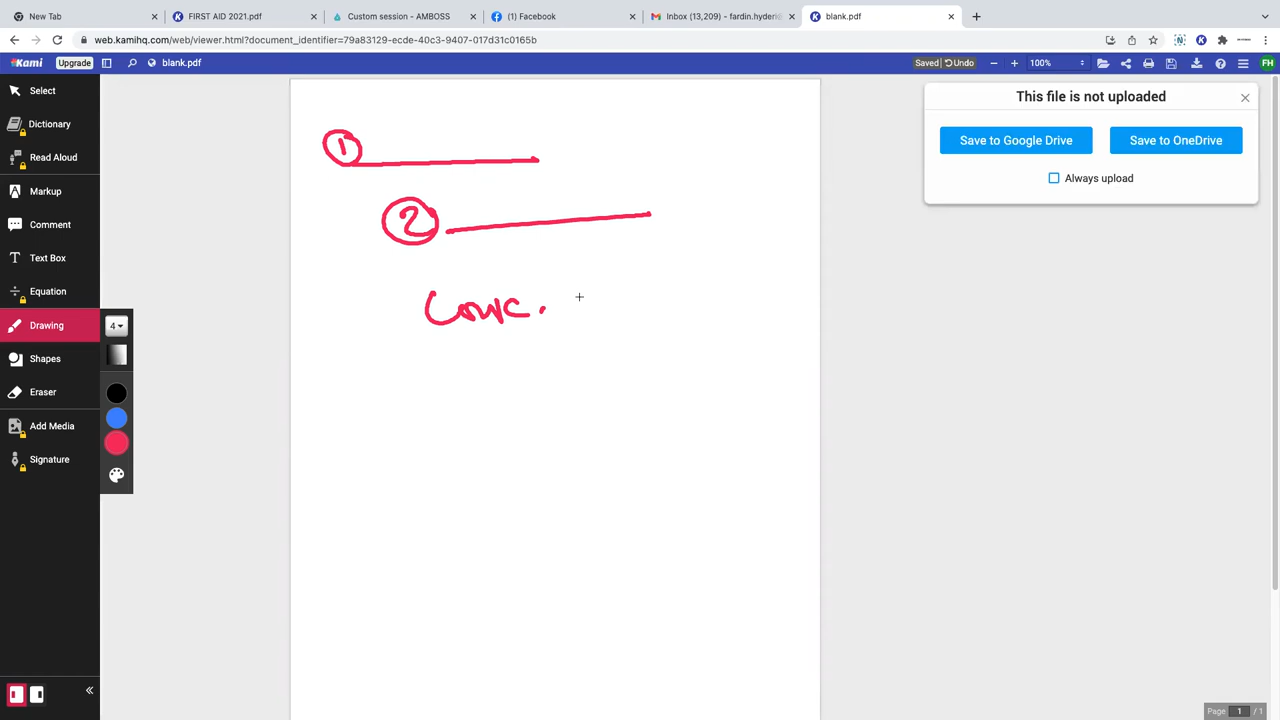 New Tab
FIRST AID 2021.pdf
Custom session - AMBOSS
(1) Facebook
Inbox (13,209) - fardin.hyderi
blank.pdf
web.kamihq.com/web/viewer.html?document_identifier=79a83129-ecde-40c3-9407-017d31c0165b
Kami
Upgrade
blank.pdf
Saved
Undo
100%
FH
Select
Dictionary
Read Aloud
Markup
Comment
Text Box
Equation
Drawing
Shapes
Eraser
Add Media
Signature
4
This file is not uploaded
Save to Google Drive
Save to OneDrive
Always upload
1
2
Conc.
Page 1 / 1